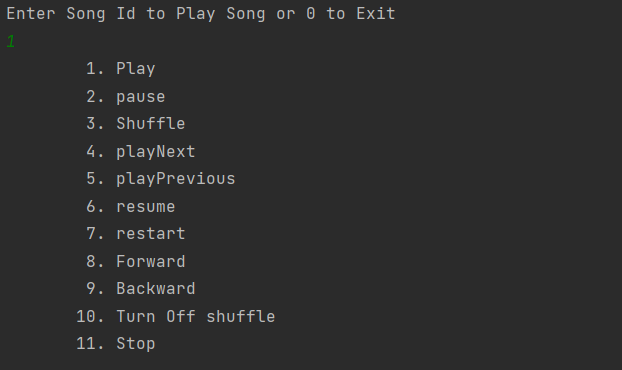 Enter Song Id to Play Song or 0 to Exit
1
1. Play
2. pause
3. Shuffle
4. playNext
5. playPrevious
6. resume
7. restart
8. Forward
9. Backward
10. Turn Off shuffle
11. Stop